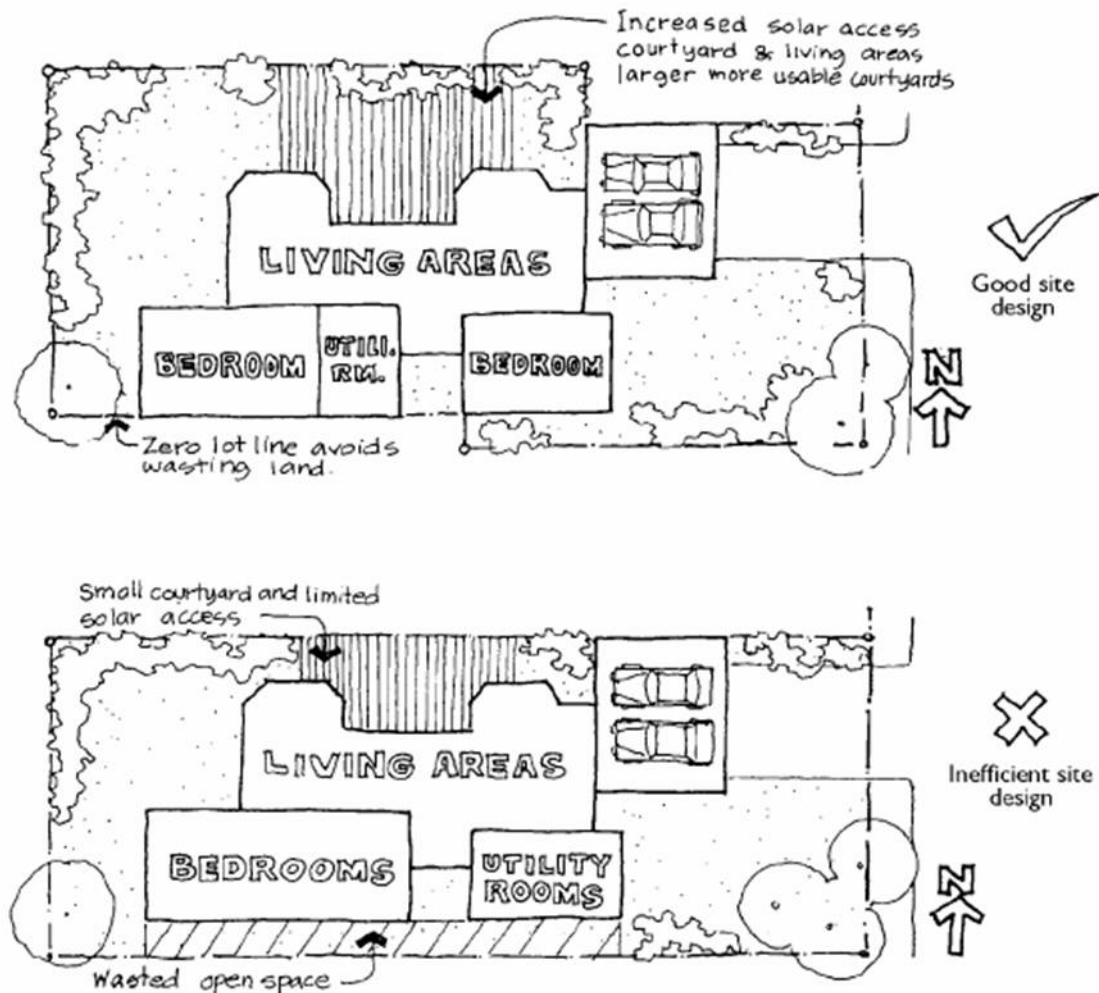 Increased solar access
courtyard & living areas
larger more usable courtyards
LIVING AREAS
BEDROOM
UTILI.
RM.
BEDROOM
Good site
design
N
Zero lot line avoids
wasting land.
Small courtyard and limited
solar access
LIVING AREAS
BEDROOMS
UTILITY
ROOMS
Inefficient site
design
N
Wasted open space